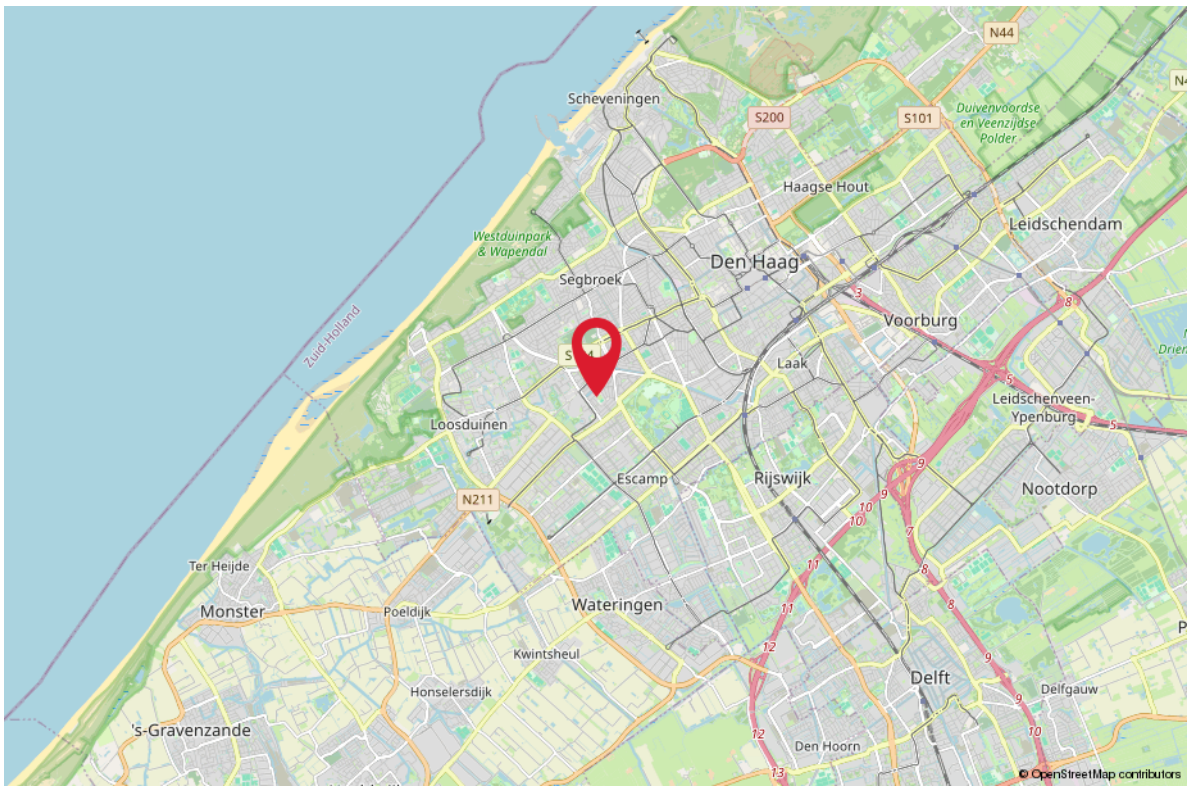 N44
N4
Scheveningen
S200
S101
Duivenvoordse
en Veenzijdse
Polder
Haagse Hout
Leidschendam
Westduinpark
& Wapendal
Den Haag
Segbroek
3
8
Zuid-Holland
Voorburg
Laak
5
Leidschenveen-
Ypenburg
5
Loosduinen
9
Escamp
Rijswijk
9
Nootdorp
N211
10
10
7
Ter Heijde
11
8
Monster
Poeldijk
Wateringen
11
8
12
9
Kwintsheul
Delft
Honselersdijk
9
Delfgauw
's-Gravenzande
12
Den Hoorn
10
13
© OpenStreetMap contributors